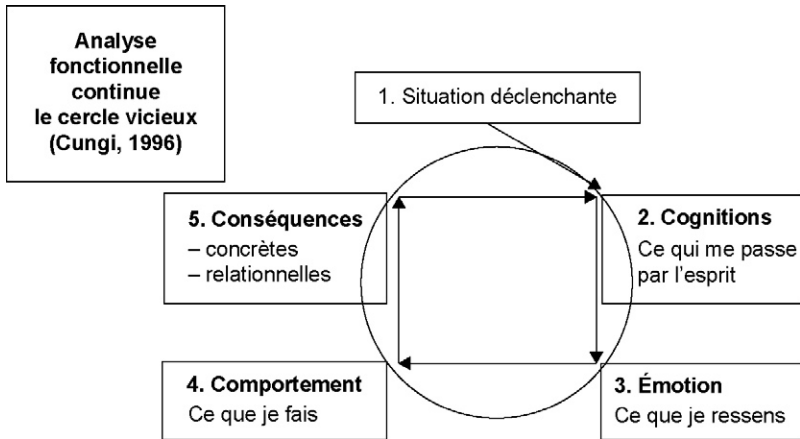 Analyse
fonctionnelle
continue
le cercle vicieux
(Cungi, 1996)
1. Situation déclenchante
5. Conséquences
– concrètes
– relationnelles
2. Cognitions
Ce qui me passe
par l'esprit
4. Comportement
Ce que je fais
3. Émotion
Ce que je ressens